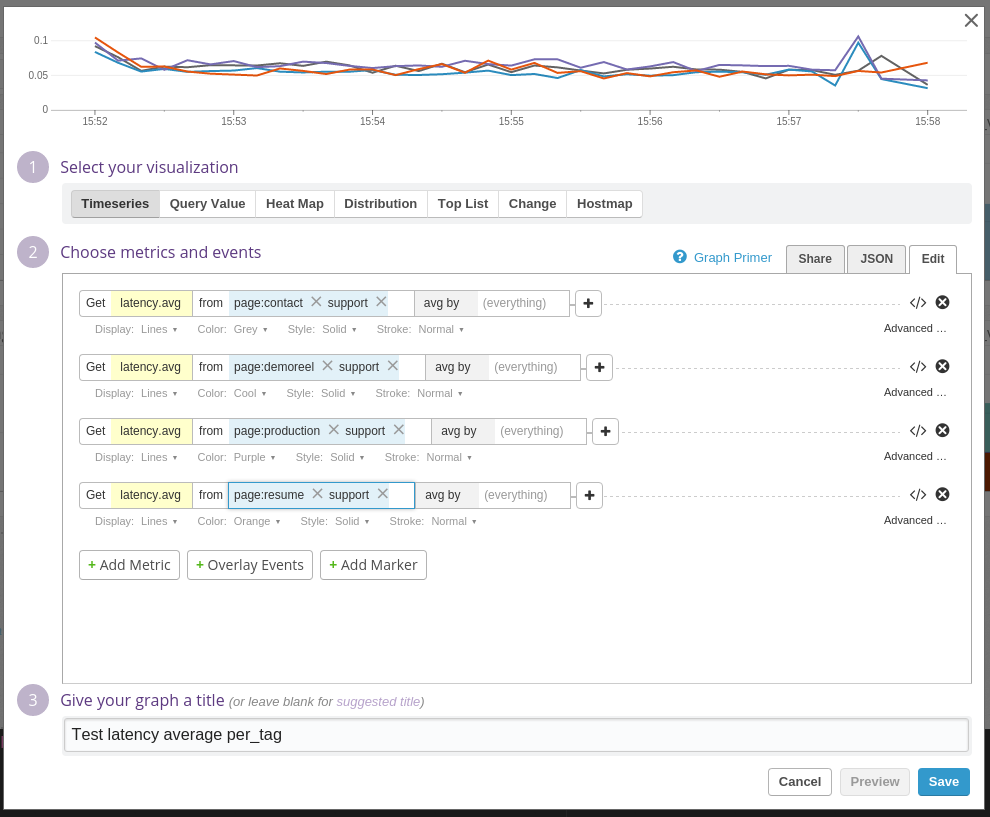 0.1
0.05
0
15:52 15:53 15:54 15:55 15:56 15:57 15:58
1 Select your visualization
Timeseries Query Value Heat Map Distribution Top List Change Hostmap
2 Choose metrics and events
? Graph Primer Share JSON Edit
Get latency.avg from page:contact support avg by (everything) + </>
Display: Lines Color: Grey Style: Solid Stroke: Normal Advanced ...
Get latency.avg from page:demoreel support avg by (everything) + </>
Display: Lines Color: Cool Style: Solid Stroke: Normal Advanced ...
Get latency.avg from page:production support avg by (everything) + </>
Display: Lines Color: Purple Style: Solid Stroke: Normal Advanced ...
Get latency.avg from page:resume support avg by (everything) + </>
Display: Lines Color: Orange Style: Solid Stroke: Normal Advanced ...
+ Add Metric + Overlay Events + Add Marker
3 Give your graph a title (or leave blank for suggested title)
Test latency average per_tag
Cancel Preview Save